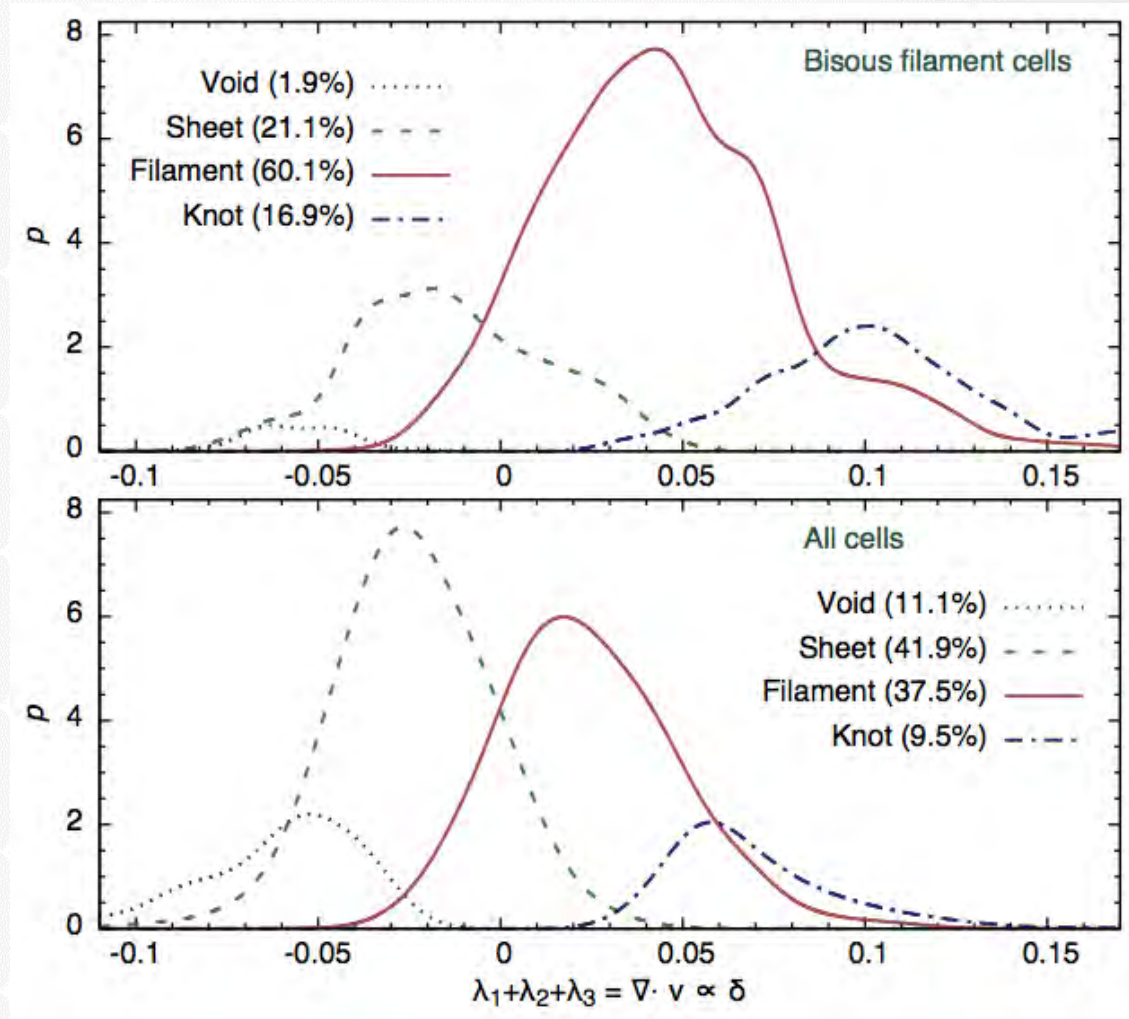 8
6
4
2
0
p
Bisous filament cells
Void (1.9%)
Sheet (21.1%)
Filament (60.1%)
Knot (16.9%)
-0.1 -0.05 0 0.05 0.1 0.15
8
6
4
2
0
p
All cells
Void (11.1%)
Sheet (41.9%)
Filament (37.5%)
Knot (9.5%)
-0.1 -0.05 0 0.05 0.1 0.15
λ₁+λ₂+λ₃ = ∇· v ∝ δ